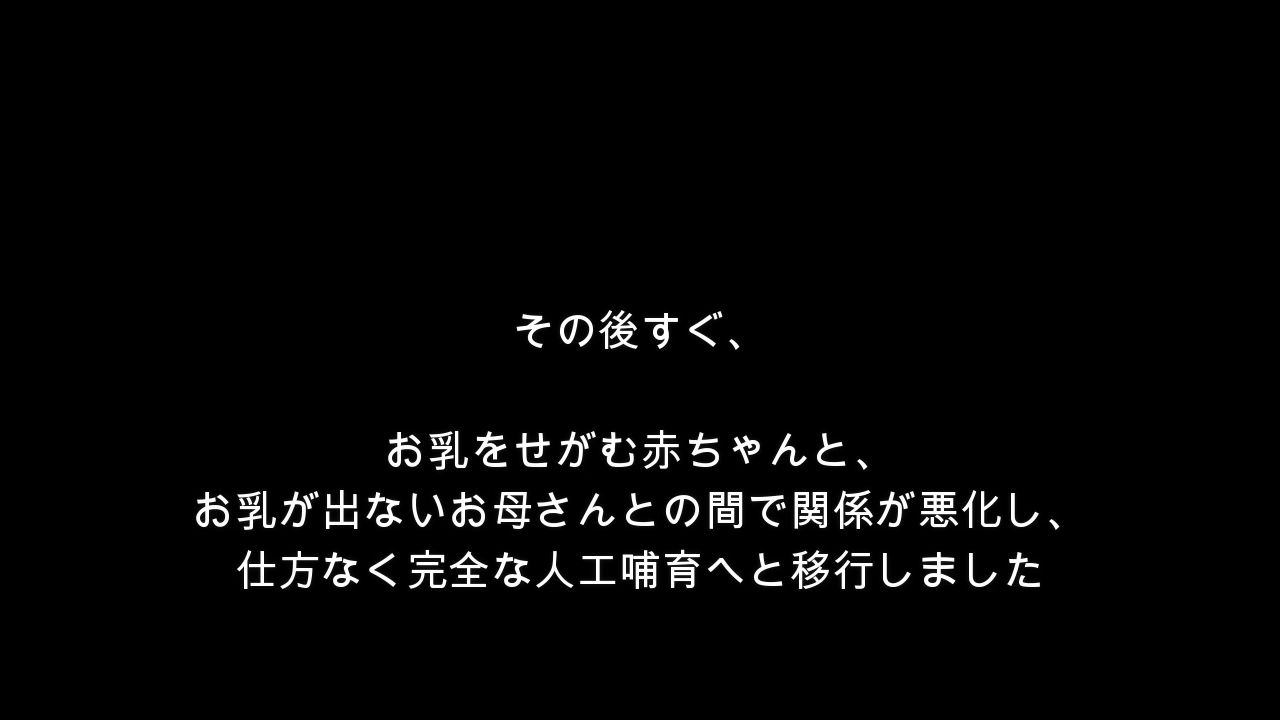 その後すぐ、
お乳をせがむ赤ちゃんと、
お乳が出ないお母さんとの間で関係が悪化し、
仕方なく完全な人工哺育へと移行しました